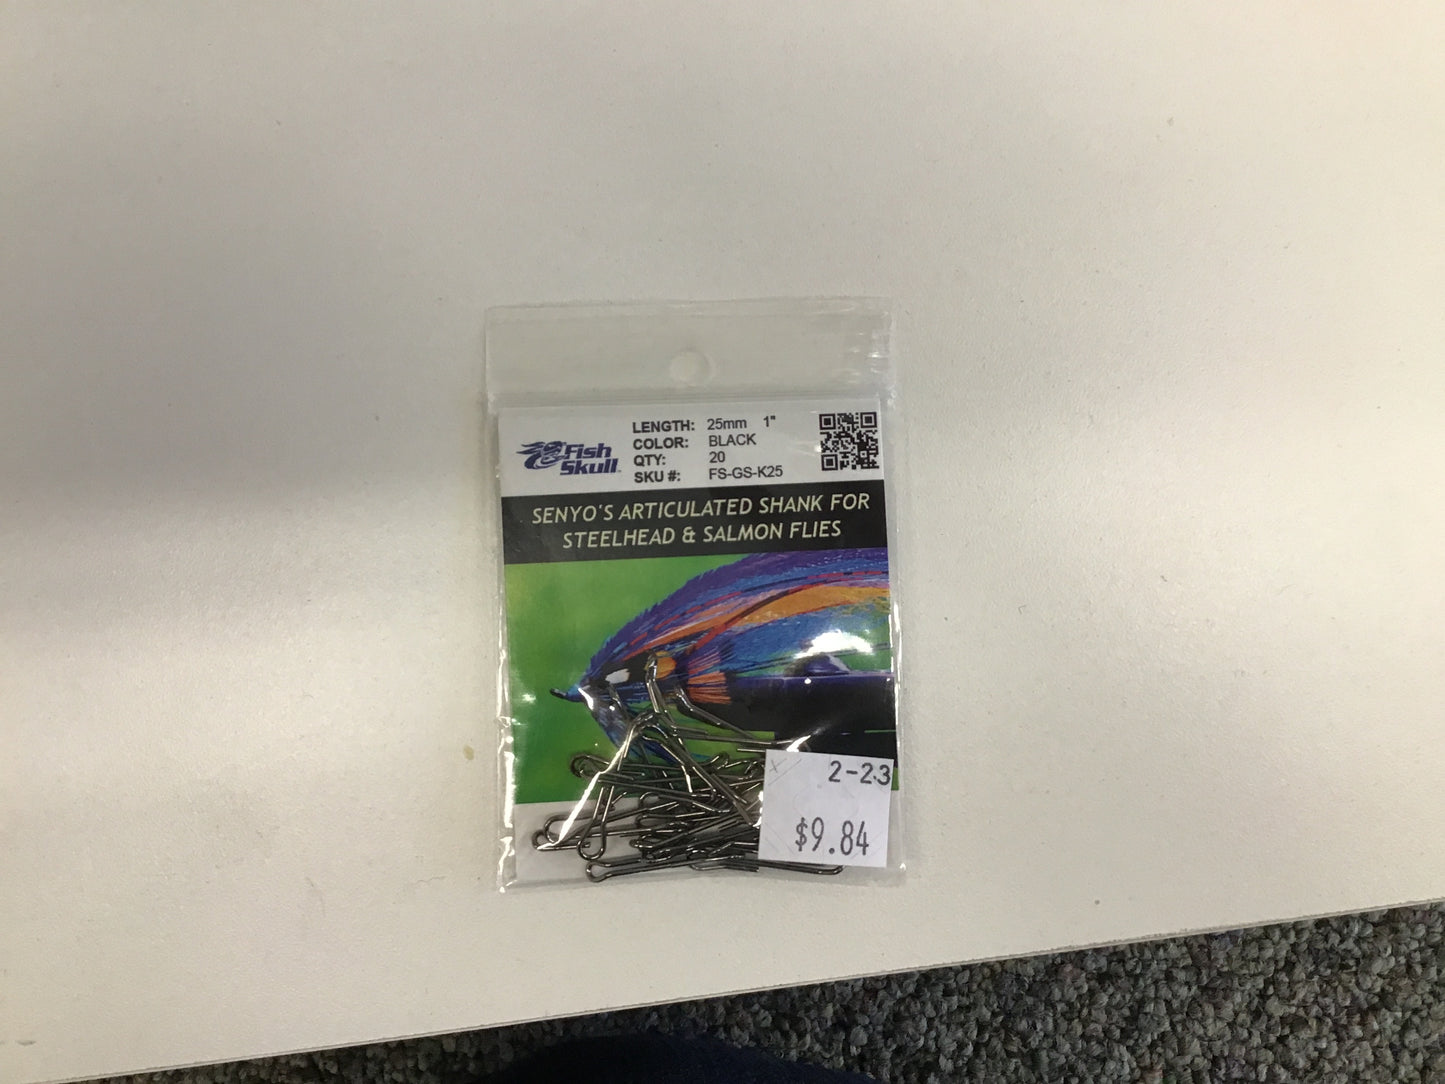 Fish
Skull
LENGTH: 25mm 1"
COLOR: BLACK
QTY: 20
SKU #: FS-GS-K25
SENYO'S ARTICULATED SHANK FOR
STEELHEAD & SALMON FLIES
2-23
$9.84